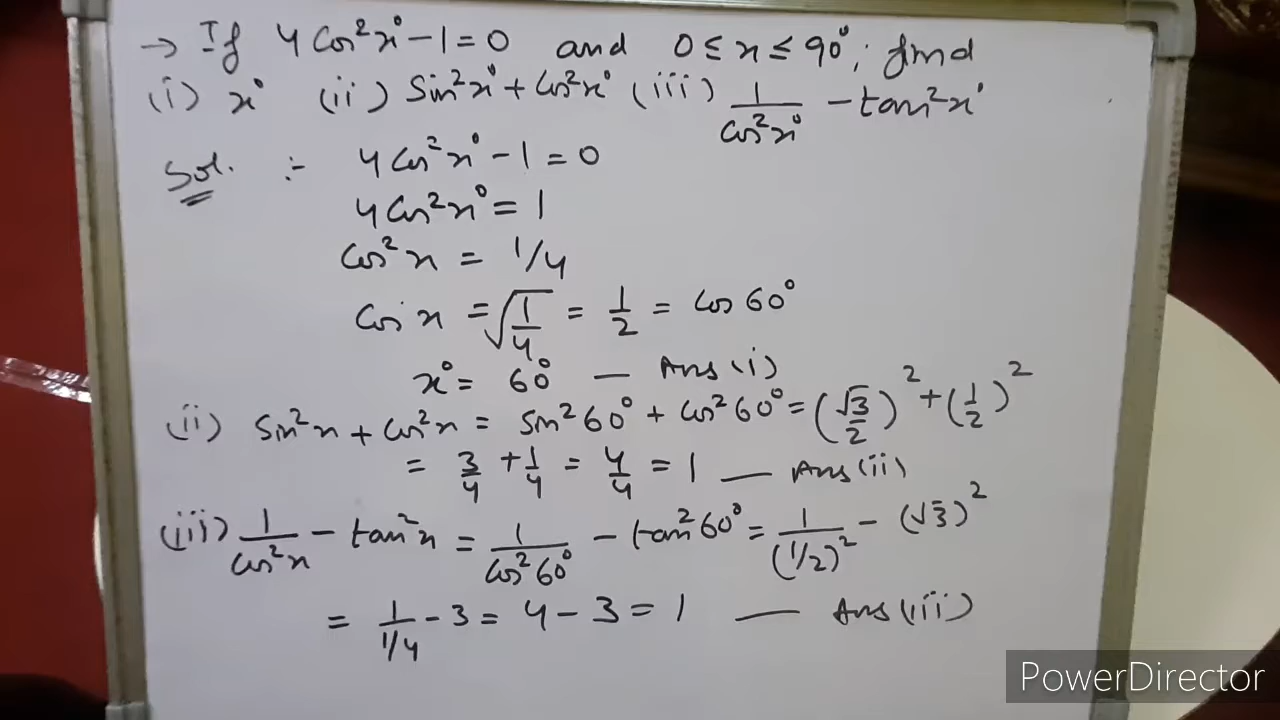 → If 4 Cos²x° - 1 = 0 and 0 ≤ x ≤ 90°; find
(i) x° (ii) Sin²x° + Cos²x° (iii) 1/Cos²x° - tan²x°
Sol. :- 4 Cos²x° - 1 = 0
4 Cos²x° = 1
Cos²x = 1/4
Cos x = √(1/4) = 1/2 = Cos 60°
x° = 60° — Ans (i)
(ii) Sin²x + Cos²x = Sin²60° + Cos²60° = (√3/2)² + (1/2)²
= 3/4 + 1/4 = 4/4 = 1 — Ans (ii)
(iii) 1/Cos²x - tan²x = 1/Cos²60° - tan²60° = 1/(1/2)² - (√3)²
= 1/1/4 - 3 = 4 - 3 = 1 — Ans (iii)
PowerDirector